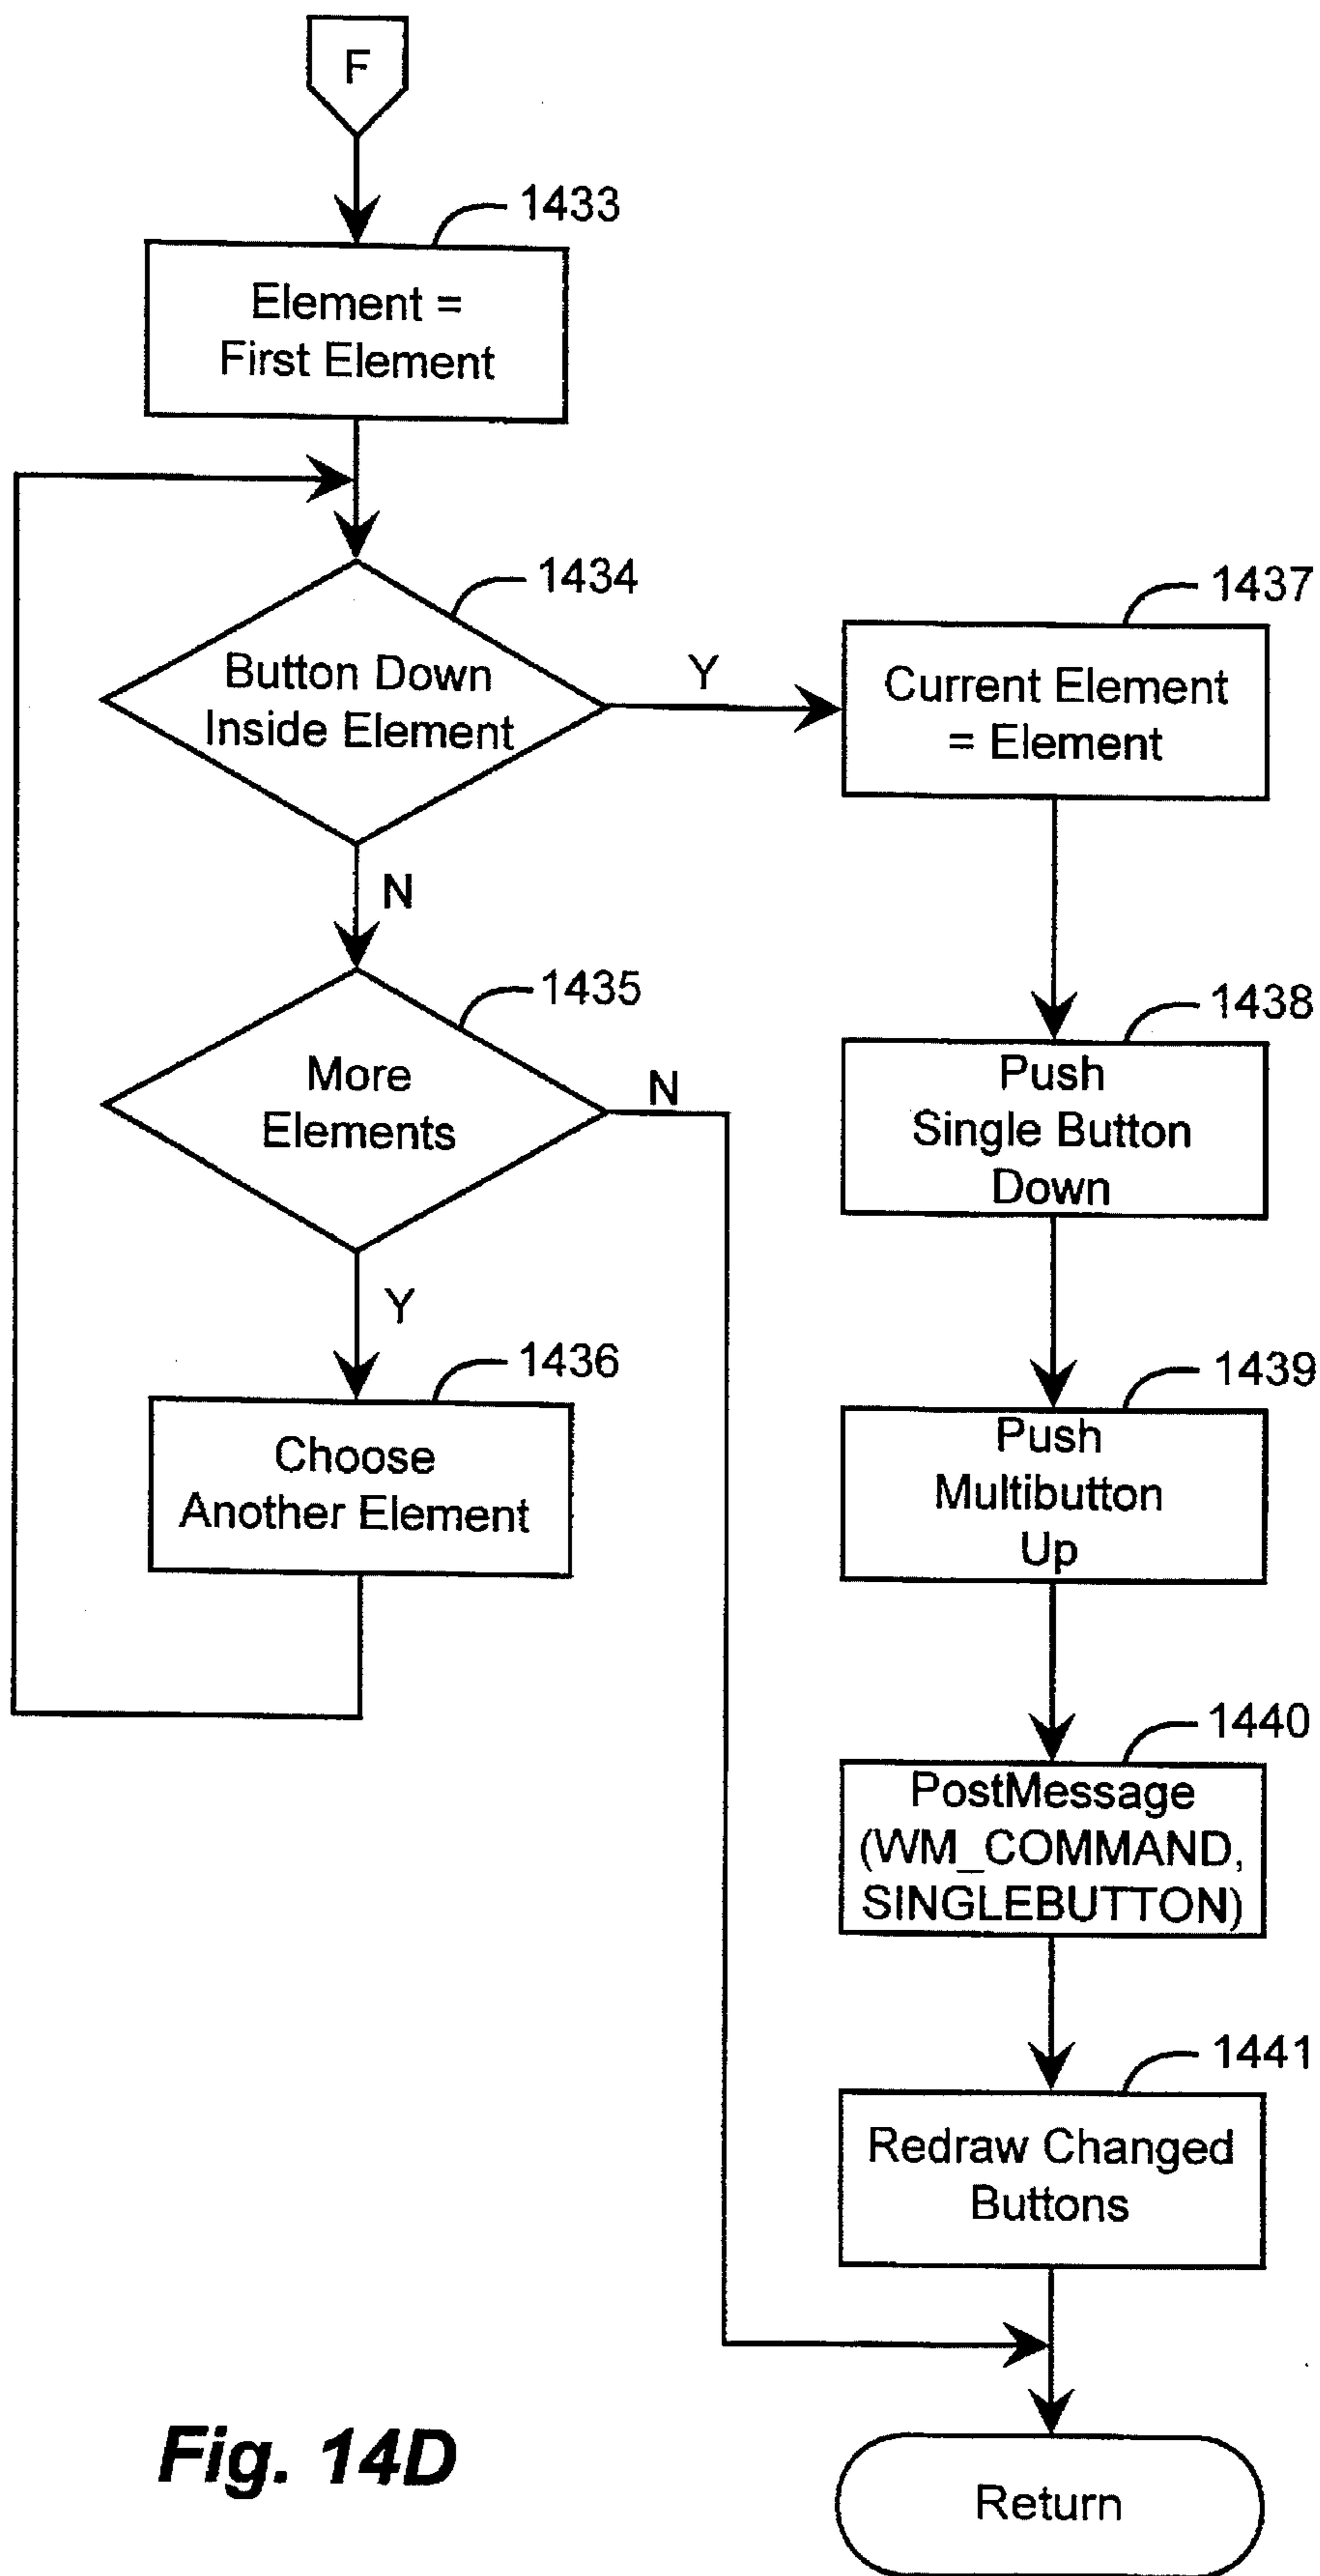 F
1433
Element =
First Element
1434
Button Down
Inside Element
Y
1437
Current Element
= Element
N
1435
More
Elements
N
1438
Push
Single Button
Down
Y
1436
Choose
Another Element
1439
Push
Multibutton
Up
1440
PostMessage
(WM_COMMAND,
SINGLEBUTTON)
1441
Redraw Changed
Buttons
Return
Fig. 14D